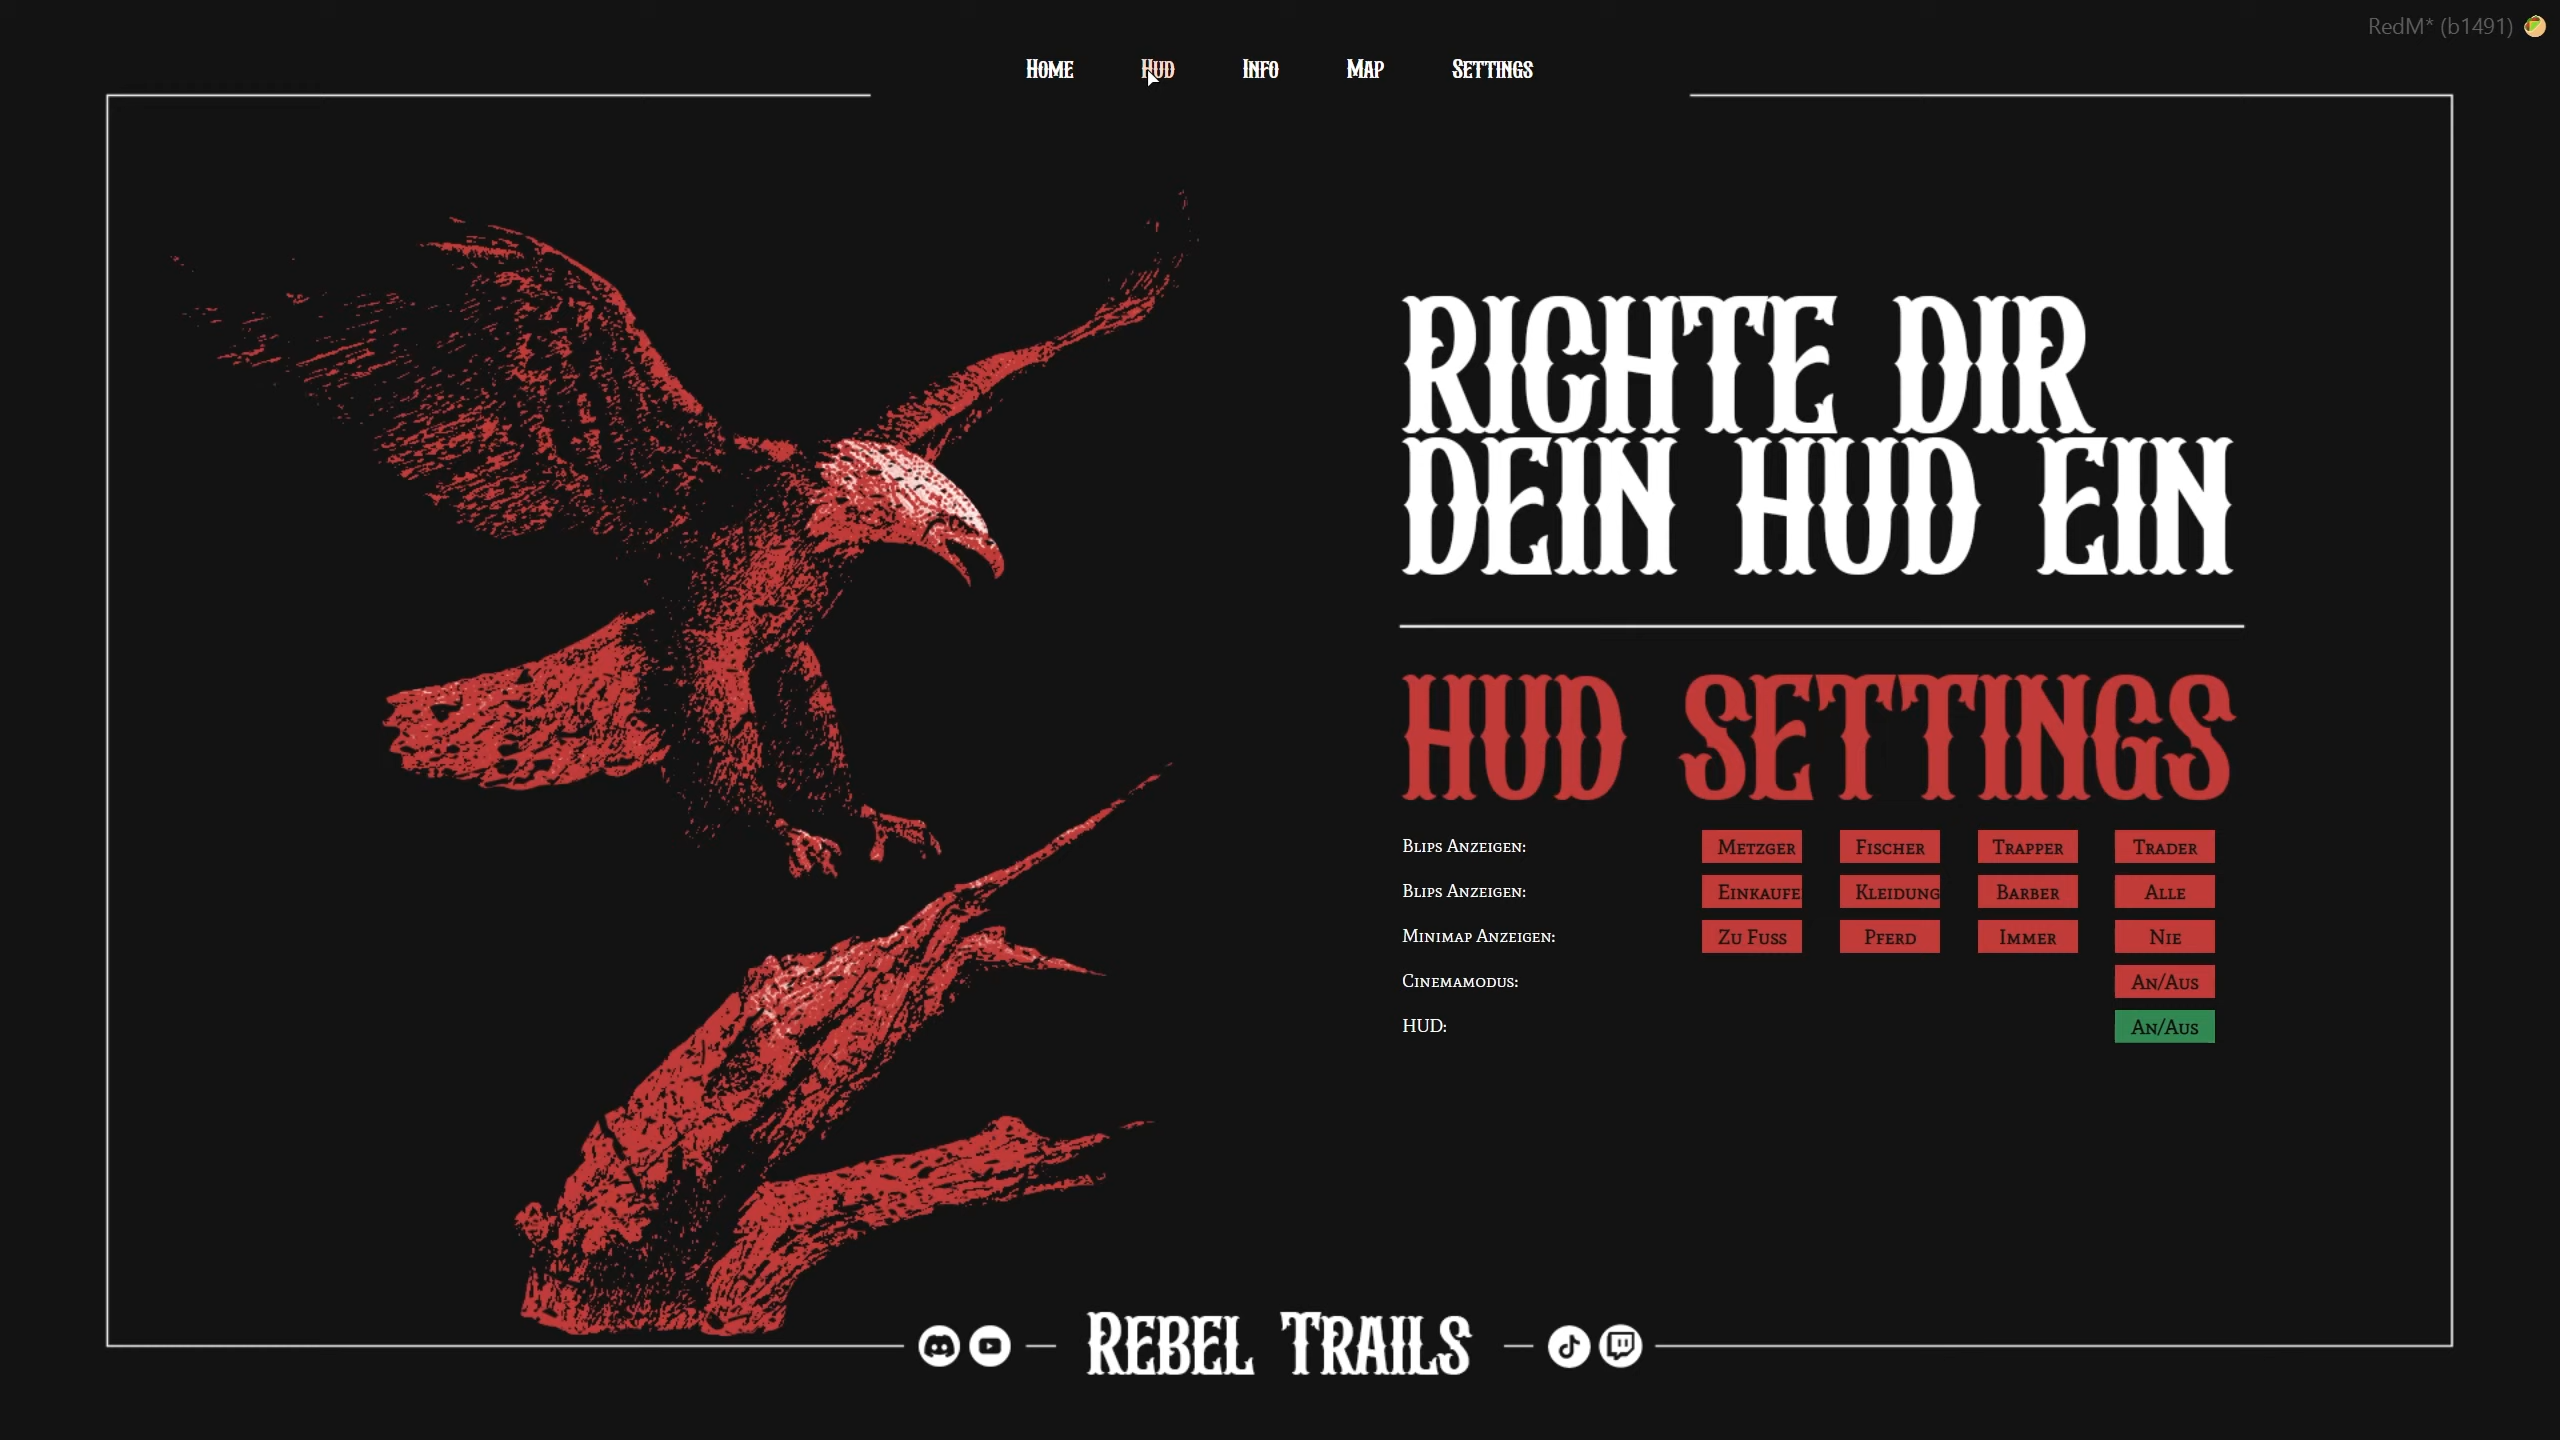 RedM* (b1491)
Home Hud Info Map Settings
RICHTE DIR
DEIN HUD EIN
HUD SETTINGS
Blips Anzeigen: Metzger Fischer Trapper Trader
Blips Anzeigen: Einkaufe Kleidung Barber Alle
Minimap Anzeigen: Zu Fuss Pferd Immer Nie
Cinemamodus: An/Aus
HUD: An/Aus
Rebel Trails